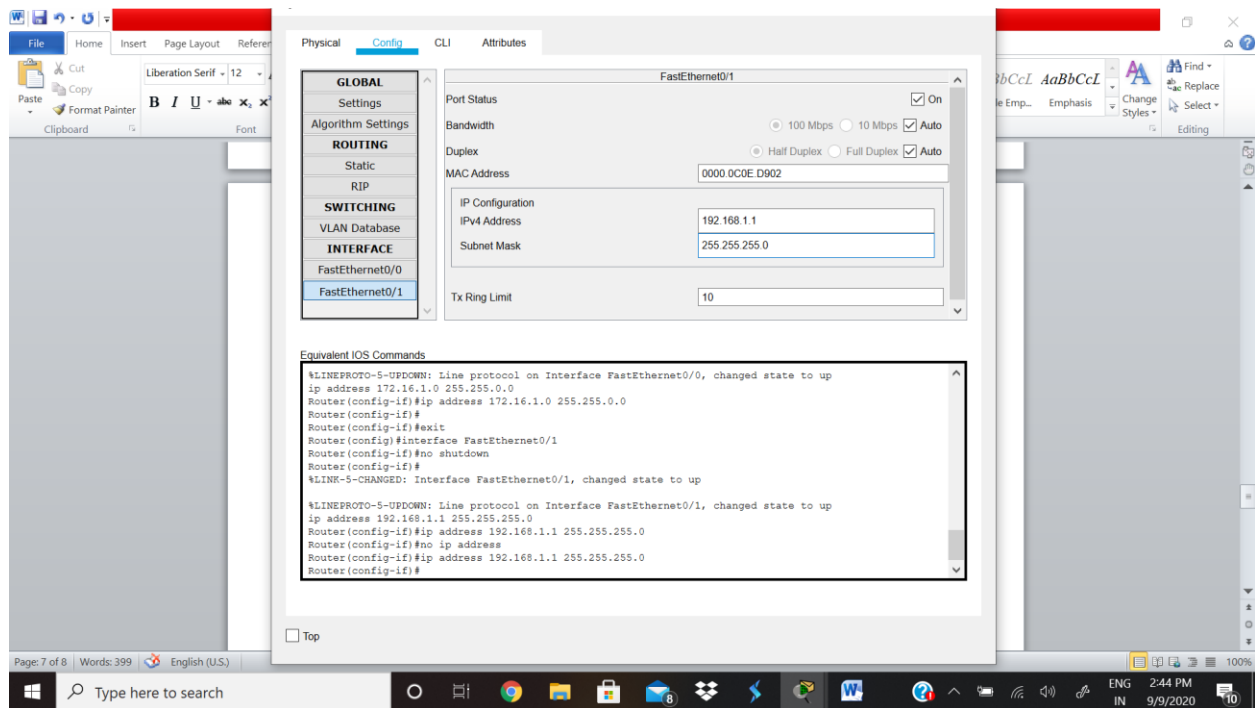 File
Home
Insert
Page Layout
Paste
Cut
Copy
Format Painter
Clipboard
Liberation Serif
12
B I U abc x₂
Font
AaBbCcL
Emphasis
Change Styles
Find
Replace
Select
Editing
Physical
Config
CLI
Attributes
GLOBAL
Settings
Algorithm Settings
ROUTING
Static
RIP
SWITCHING
VLAN Database
INTERFACE
FastEthernet0/0
FastEthernet0/1
FastEthernet0/1
Port Status On
Bandwidth 100 Mbps 10 Mbps Auto
Duplex Half Duplex Full Duplex Auto
MAC Address 0000.0C0E.D902
IP Configuration
IPv4 Address 192.168.1.1
Subnet Mask 255.255.255.0
Tx Ring Limit 10
Equivalent IOS Commands
%LINEPROTO-5-UPDOWN: Line protocol on Interface FastEthernet0/0, changed state to up
ip address 172.16.1.0 255.255.0.0
Router(config-if)#ip address 172.16.1.0 255.255.0.0
Router(config-if)#
Router(config-if)#exit
Router(config)#interface FastEthernet0/1
Router(config-if)#no shutdown
Router(config-if)#
%LINK-5-CHANGED: Interface FastEthernet0/1, changed state to up
%LINEPROTO-5-UPDOWN: Line protocol on Interface FastEthernet0/1, changed state to up
ip address 192.168.1.1 255.255.255.0
Router(config-if)#ip address 192.168.1.1 255.255.255.0
Router(config-if)#no ip address
Router(config-if)#ip address 192.168.1.1 255.255.255.0
Router(config-if)#
Top
Page: 7 of 8
Words: 399
English (U.S.)
100%
Type here to search
8
ENG
IN
2:44 PM
9/9/2020
10